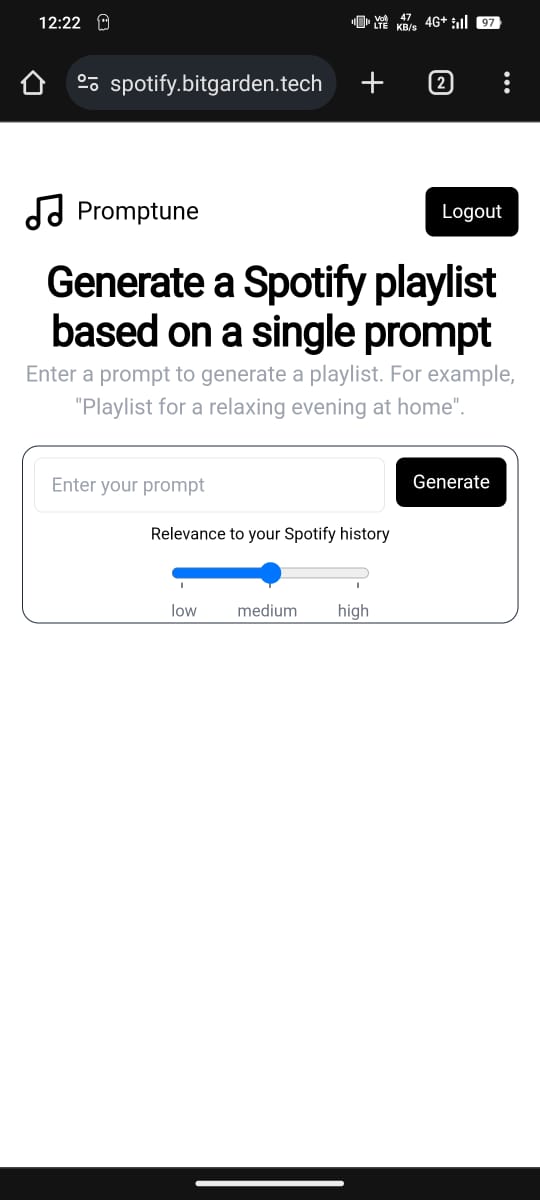 12:22
Vo) LTE 47 KB/s 4G+ 97
spotify.bitgarden.tech
2
Promptune
Logout
Generate a Spotify playlist
based on a single prompt
Enter a prompt to generate a playlist. For example,
"Playlist for a relaxing evening at home".
Enter your prompt
Generate
Relevance to your Spotify history
low medium high